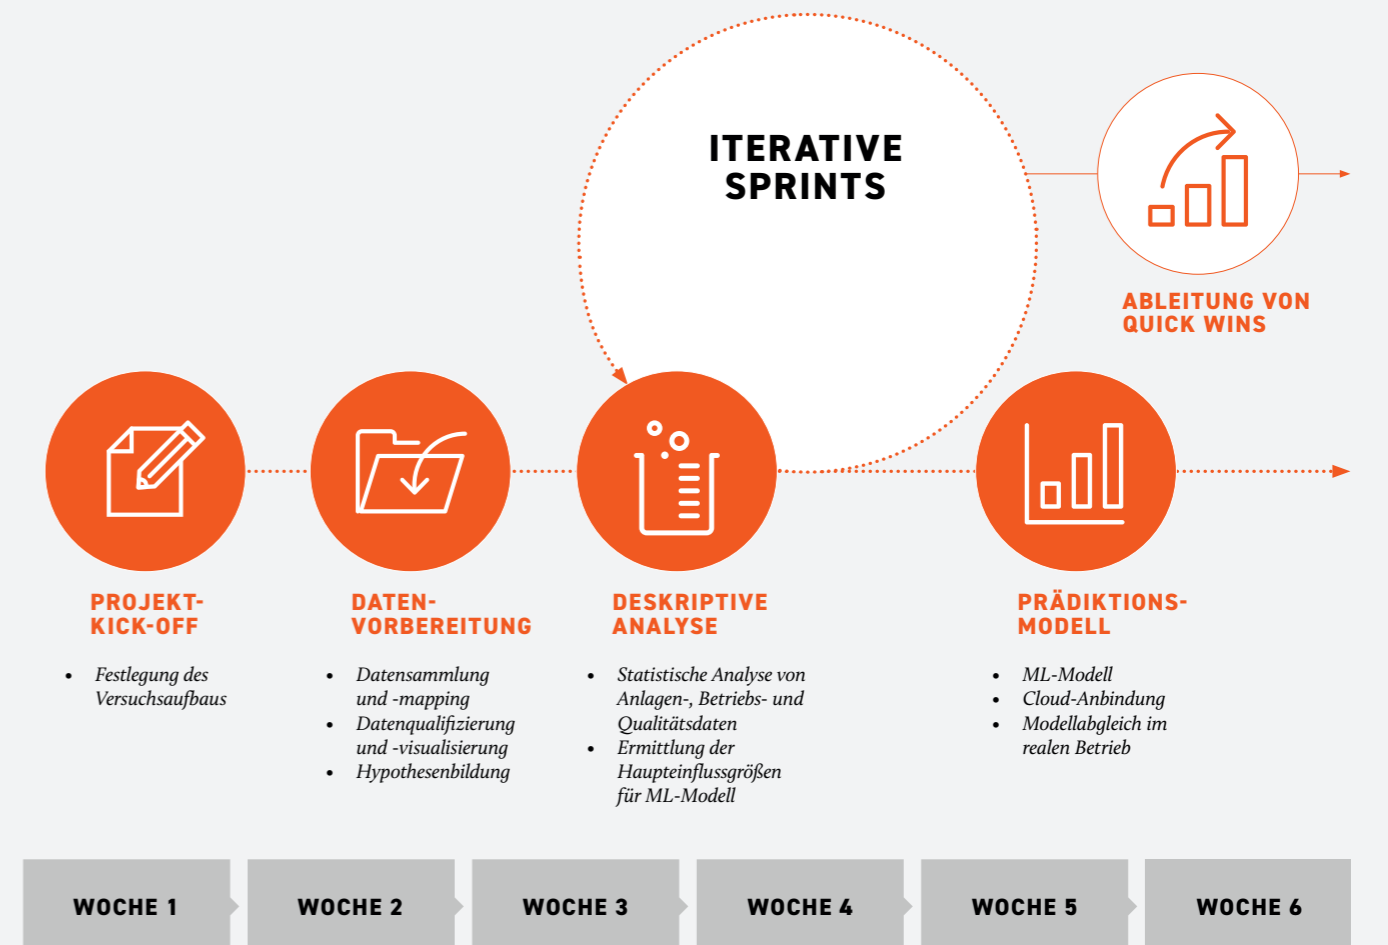 ITERATIVE
SPRINTS
ABLEITUNG VON
QUICK WINS
PROJEKT-
KICK-OFF
• Festlegung des
Versuchsaufbaus
DATEN-
VORBEREITUNG
• Datensammlung
und -mapping
• Datenqualifizierung
und -visualisierung
• Hypothesenbildung
DESKRIPTIVE
ANALYSE
• Statistische Analyse von
Anlagen-, Betriebs- und
Qualitätsdaten
• Ermittlung der
Haupteinflussgrößen
für ML-Modell
PRÄDIKTIONS-
MODELL
• ML-Modell
• Cloud-Anbindung
• Modellabgleich im
realen Betrieb
WOCHE 1
WOCHE 2
WOCHE 3
WOCHE 4
WOCHE 5
WOCHE 6